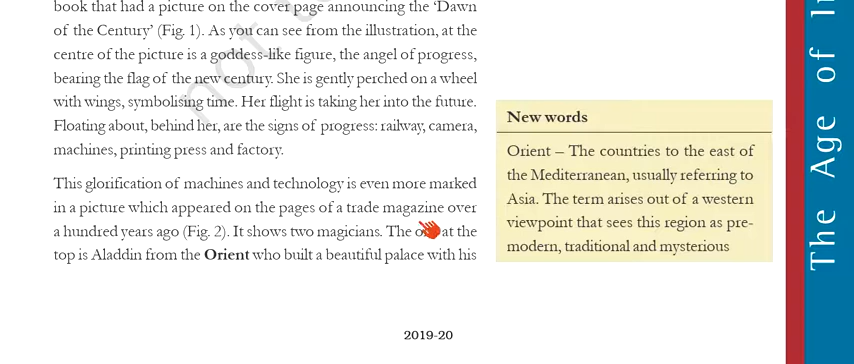 book that had a picture on the cover page announcing the ‘Dawn
of the Century’ (Fig. 1). As you can see from the illustration, at the
centre of the picture is a goddess-like figure, the angel of progress,
bearing the flag of the new century. She is gently perched on a wheel
with wings, symbolising time. Her flight is taking her into the future.
Floating about, behind her, are the signs of progress: railway, camera,
machines, printing press and factory.
This glorification of machines and technology is even more marked
in a picture which appeared on the pages of a trade magazine over
a hundred years ago (Fig. 2). It shows two magicians. The at the
top is Aladdin from the Orient who built a beautiful palace with his
New words
Orient – The countries to the east of
the Mediterranean, usually referring to
Asia. The term arises out of a western
viewpoint that sees this region as pre-
modern, traditional and mysterious
The Age of
2019-20
not